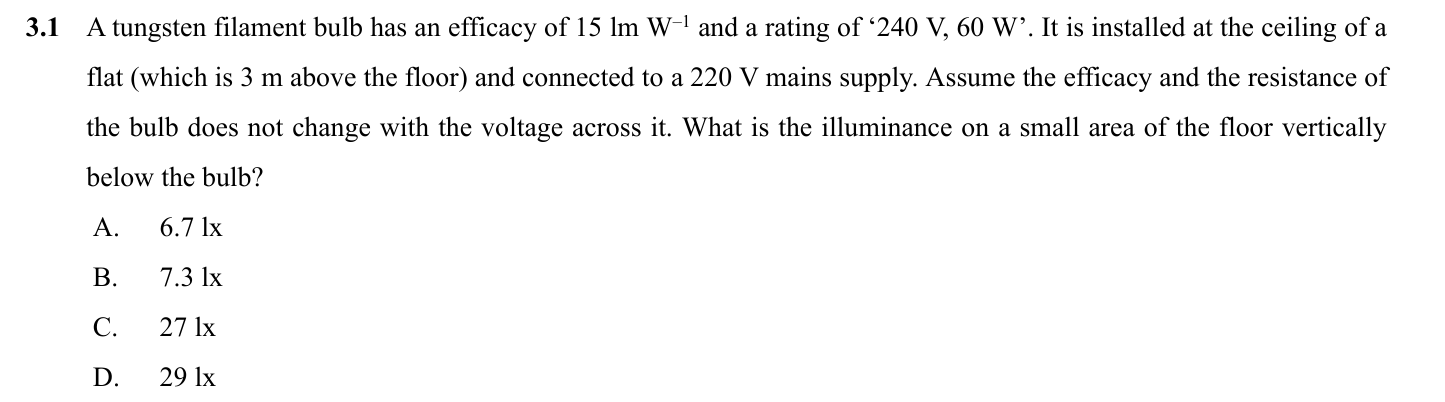 3.1 A tungsten filament bulb has an efficacy of 15 lm W⁻¹ and a rating of ‘240 V, 60 W’. It is installed at the ceiling of a
flat (which is 3 m above the floor) and connected to a 220 V mains supply. Assume the efficacy and the resistance of
the bulb does not change with the voltage across it. What is the illuminance on a small area of the floor vertically
below the bulb?
A. 6.7 lx
B. 7.3 lx
C. 27 lx
D. 29 lx